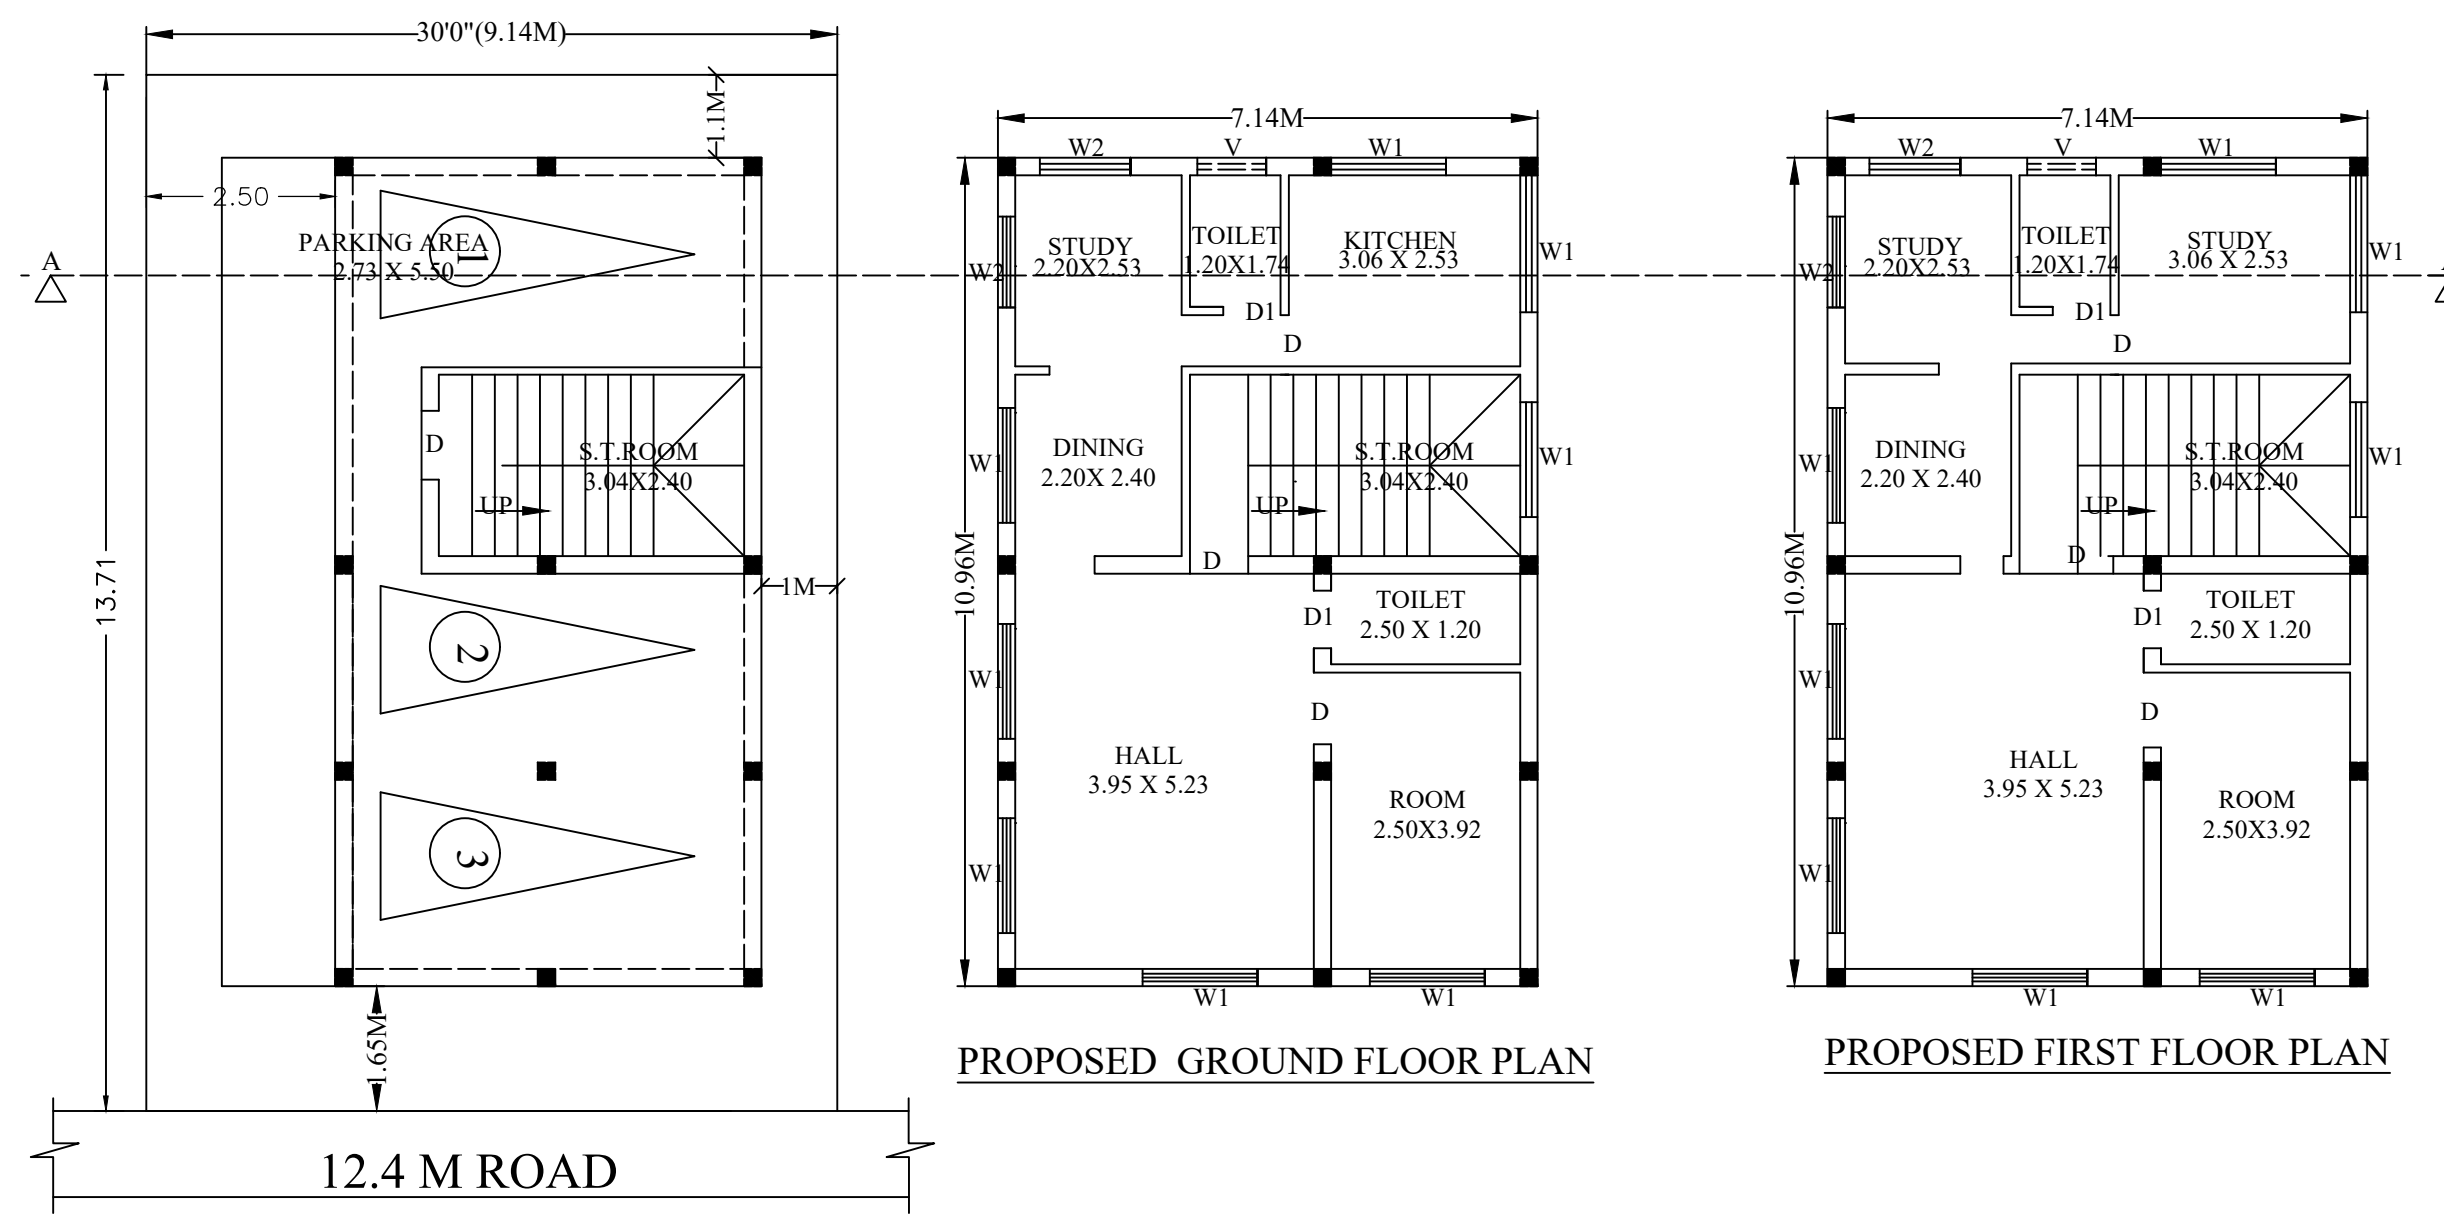 30'0"(9.14M)
1.1M
2.50
PARKING AREA
2.73 X 5.50
1
A
D
S.T.ROOM
3.04X2.40
UP
13.71
1M
2
3
1.65M
12.4 M ROAD
7.14M
W2
V
W1
STUDY
2.20X2.53
TOILET
1.20X1.74
KITCHEN
3.06 X 2.53
W1
W2
D1
D
DINING
2.20X 2.40
W1
S.T.ROOM
3.04X2.40
W1
UP
D
10.96M
TOILET
2.50 X 1.20
D1
W1
D
HALL
3.95 X 5.23
ROOM
2.50X3.92
W1
W1
W1
PROPOSED GROUND FLOOR PLAN
7.14M
W2
V
W1
STUDY
2.20X2.53
TOILET
1.20X1.74
STUDY
3.06 X 2.53
W1
W2
D1
D
DINING
2.20 X 2.40
W1
S.T.ROOM
3.04X2.40
W1
UP
D
10.96M
TOILET
2.50 X 1.20
D1
W1
D
HALL
3.95 X 5.23
ROOM
2.50X3.92
W1
W1
W1
PROPOSED FIRST FLOOR PLAN